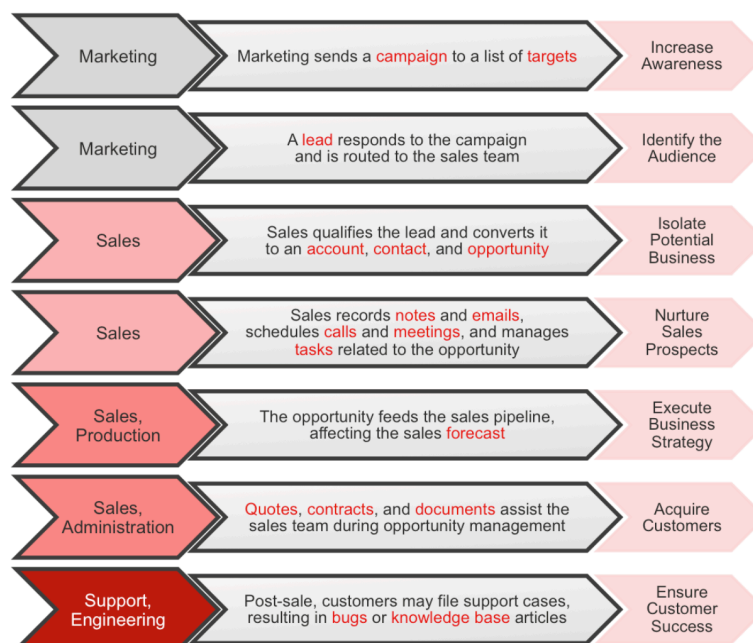 Marketing
Marketing sends a campaign to a list of targets
Increase
Awareness
Marketing
A lead responds to the campaign
and is routed to the sales team
Identify the
Audience
Sales
Sales qualifies the lead and converts it
to an account, contact, and opportunity
Isolate
Potential
Business
Sales
Sales records notes and emails,
schedules calls and meetings, and manages
tasks related to the opportunity
Nurture
Sales
Prospects
Sales,
Production
The opportunity feeds the sales pipeline,
affecting the sales forecast
Execute
Business
Strategy
Sales,
Administration
Quotes, contracts, and documents assist the
sales team during opportunity management
Acquire
Customers
Support,
Engineering
Post-sale, customers may file support cases,
resulting in bugs or knowledge base articles
Ensure
Customer
Success